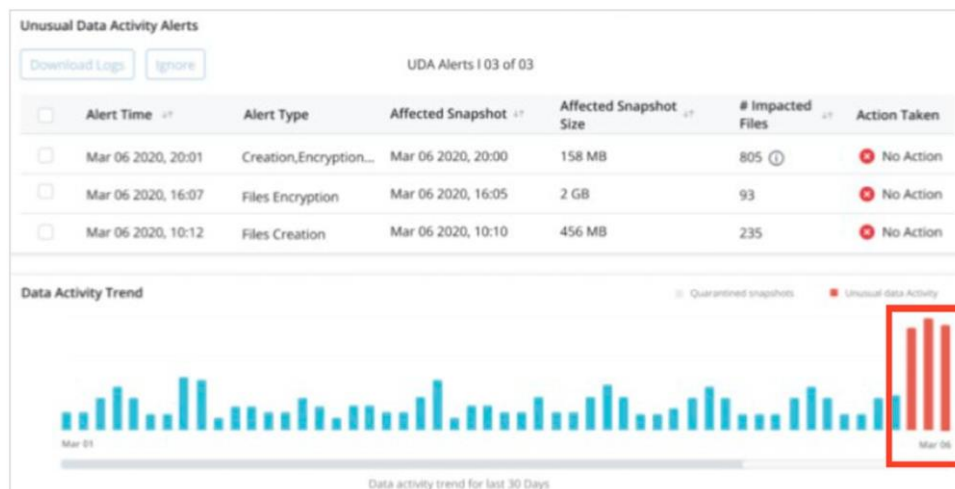 Unusual Data Activity Alerts
Download Logs Ignore UDA Alerts I 03 of 03
Alert Time Alert Type Affected Snapshot Affected Snapshot Size # Impacted Files Action Taken
Mar 06 2020, 20:01 Creation,Encryption... Mar 06 2020, 20:00 158 MB 805 No Action
Mar 06 2020, 16:07 Files Encryption Mar 06 2020, 16:05 2 GB 93 No Action
Mar 06 2020, 10:12 Files Creation Mar 06 2020, 10:10 456 MB 235 No Action
Data Activity Trend Quarantined snapshots Unusual data Activity
Mar 01 Mar 06
Data activity trend for last 30 Days